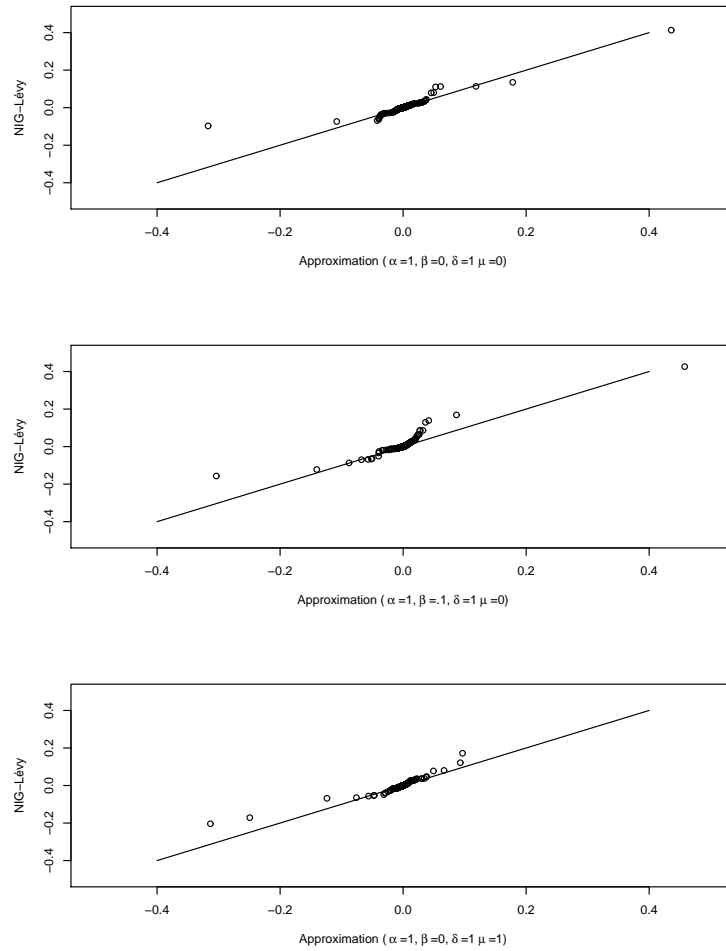 0.4
0.2
0.0
−0.2
−0.4
NIG−Lévy
−0.4 −0.2 0.0 0.2 0.4
Approximation ( α =1, β =0, δ =1 μ =0)
0.4
0.2
0.0
−0.2
−0.4
NIG−Lévy
−0.4 −0.2 0.0 0.2 0.4
Approximation ( α =1, β =.1, δ =1 μ =0)
0.4
0.2
0.0
−0.2
−0.4
NIG−Lévy
−0.4 −0.2 0.0 0.2 0.4
Approximation ( α =1, β =0, δ =1 μ =1)